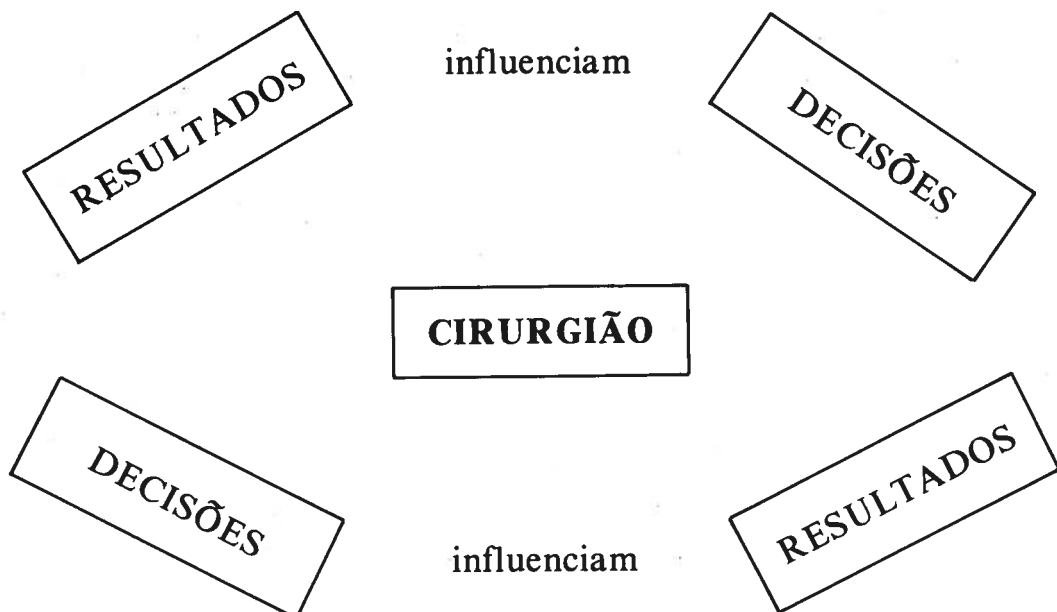 RESULTADOS
influenciam
DECISÕES
CIRURGIÃO
DECISÕES
influenciam
RESULTADOS